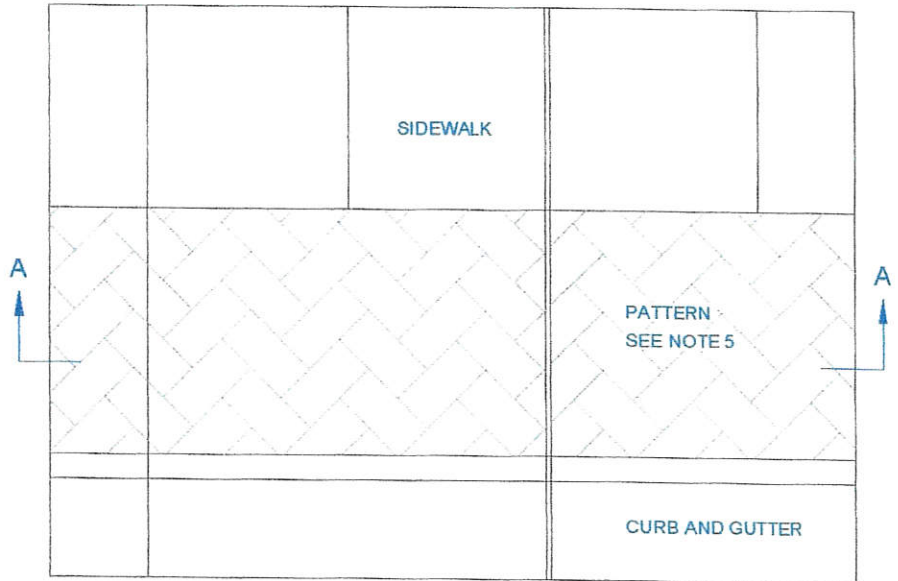 SIDEWALK
A
A
PATTERN
SEE NOTE 5
CURB AND GUTTER